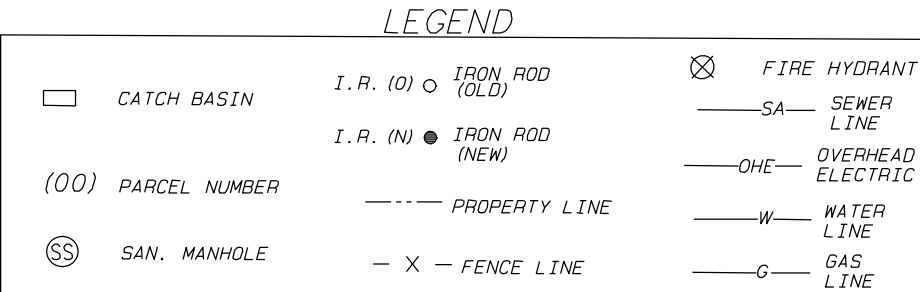 LEGEND
CATCH BASIN
(00) PARCEL NUMBER
SS SAN. MANHOLE
I.R. (O) IRON ROD
(OLD)
I.R. (N) IRON ROD
(NEW)
PROPERTY LINE
X FENCE LINE
FIRE HYDRANT
SA SEWER
LINE
OHE OVERHEAD
ELECTRIC
W WATER
LINE
G GAS
LINE